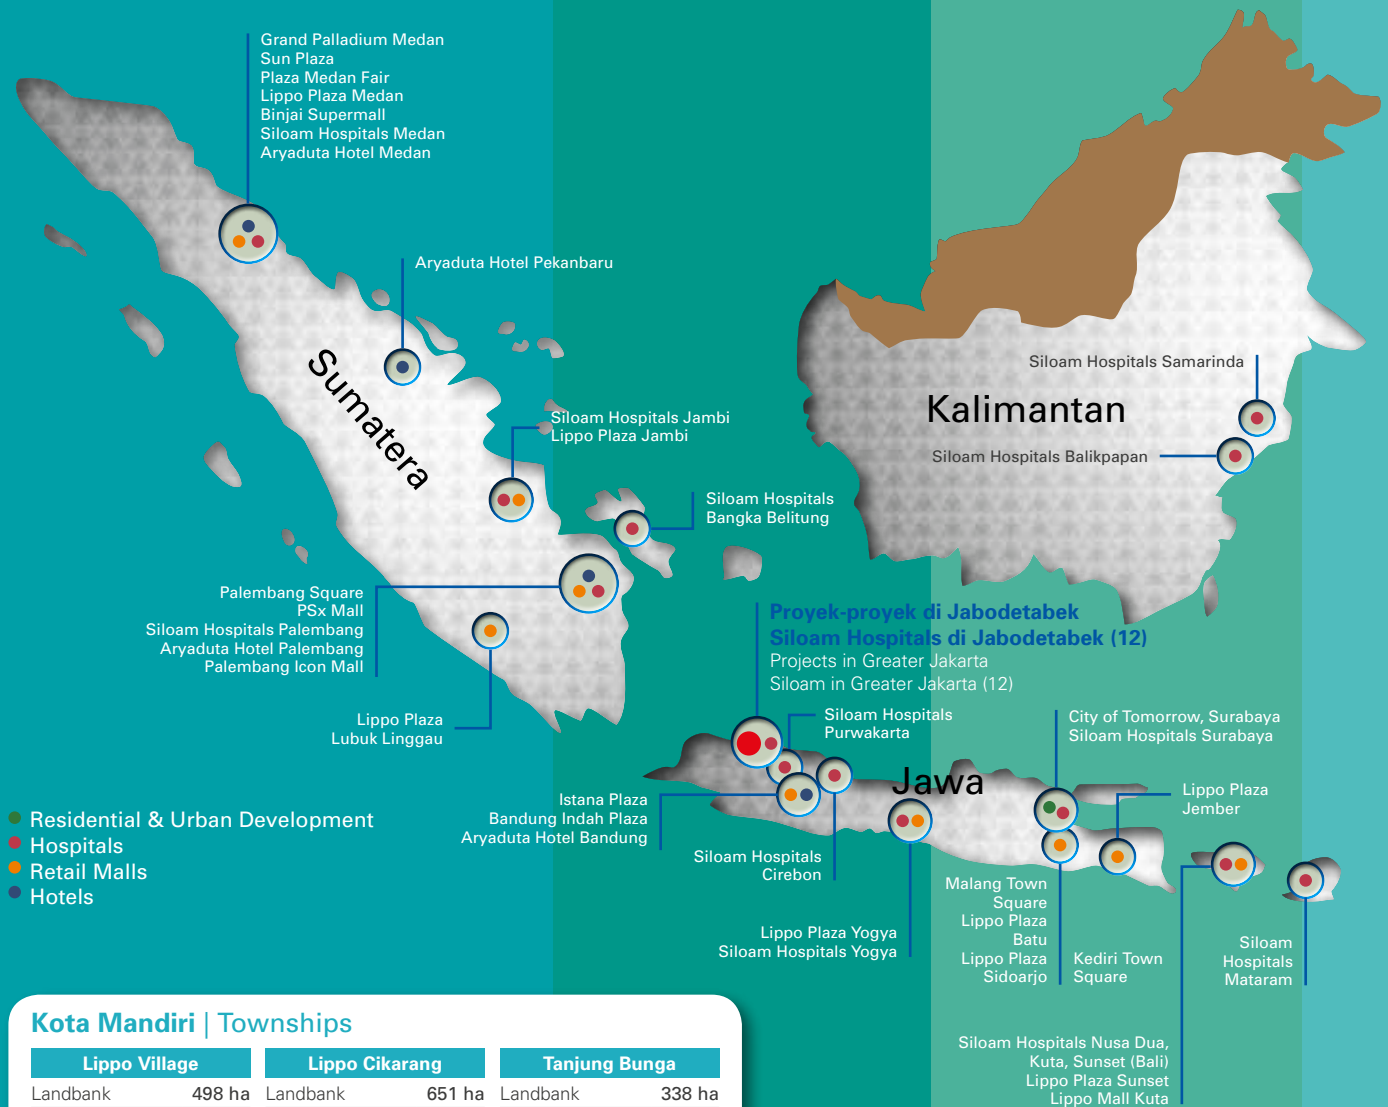 Grand Palladium Medan
Sun Plaza
Plaza Medan Fair
Lippo Plaza Medan
Binjai Supermall
Siloam Hospitals Medan
Aryaduta Hotel Medan
Aryaduta Hotel Pekanbaru
Sumatera
Siloam Hospitals Jambi
Lippo Plaza Jambi
Siloam Hospitals
Bangka Belitung
Siloam Hospitals Samarinda
Kalimantan
Siloam Hospitals Balikpapan
Palembang Square
PSx Mall
Siloam Hospitals Palembang
Aryaduta Hotel Palembang
Palembang Icon Mall
Lippo Plaza
Lubuk Linggau
Proyek-proyek di Jabodetabek
Siloam Hospitals di Jabodetabek (12)
Projects in Greater Jakarta
Siloam in Greater Jakarta (12)
Siloam Hospitals
Purwakarta
Jawa
City of Tomorrow, Surabaya
Siloam Hospitals Surabaya
Lippo Plaza
Jember
Istana Plaza
Bandung Indah Plaza
Aryaduta Hotel Bandung
Siloam Hospitals
Cirebon
Lippo Plaza Yogya
Siloam Hospitals Yogya
Malang Town
Square
Lippo Plaza
Batu
Lippo Plaza
Sidoarjo
Kediri Town
Square
Siloam
Hospitals
Mataram
Siloam Hospitals Nusa Dua,
Kuta, Sunset (Bali)
Lippo Plaza Sunset
Lippo Mall Kuta
Residential & Urban Development
Hospitals
Retail Malls
Hotels
Kota Mandiri | Townships
Lippo Village Lippo Cikarang Tanjung Bunga
Landbank 498 ha Landbank 651 ha Landbank 338 ha